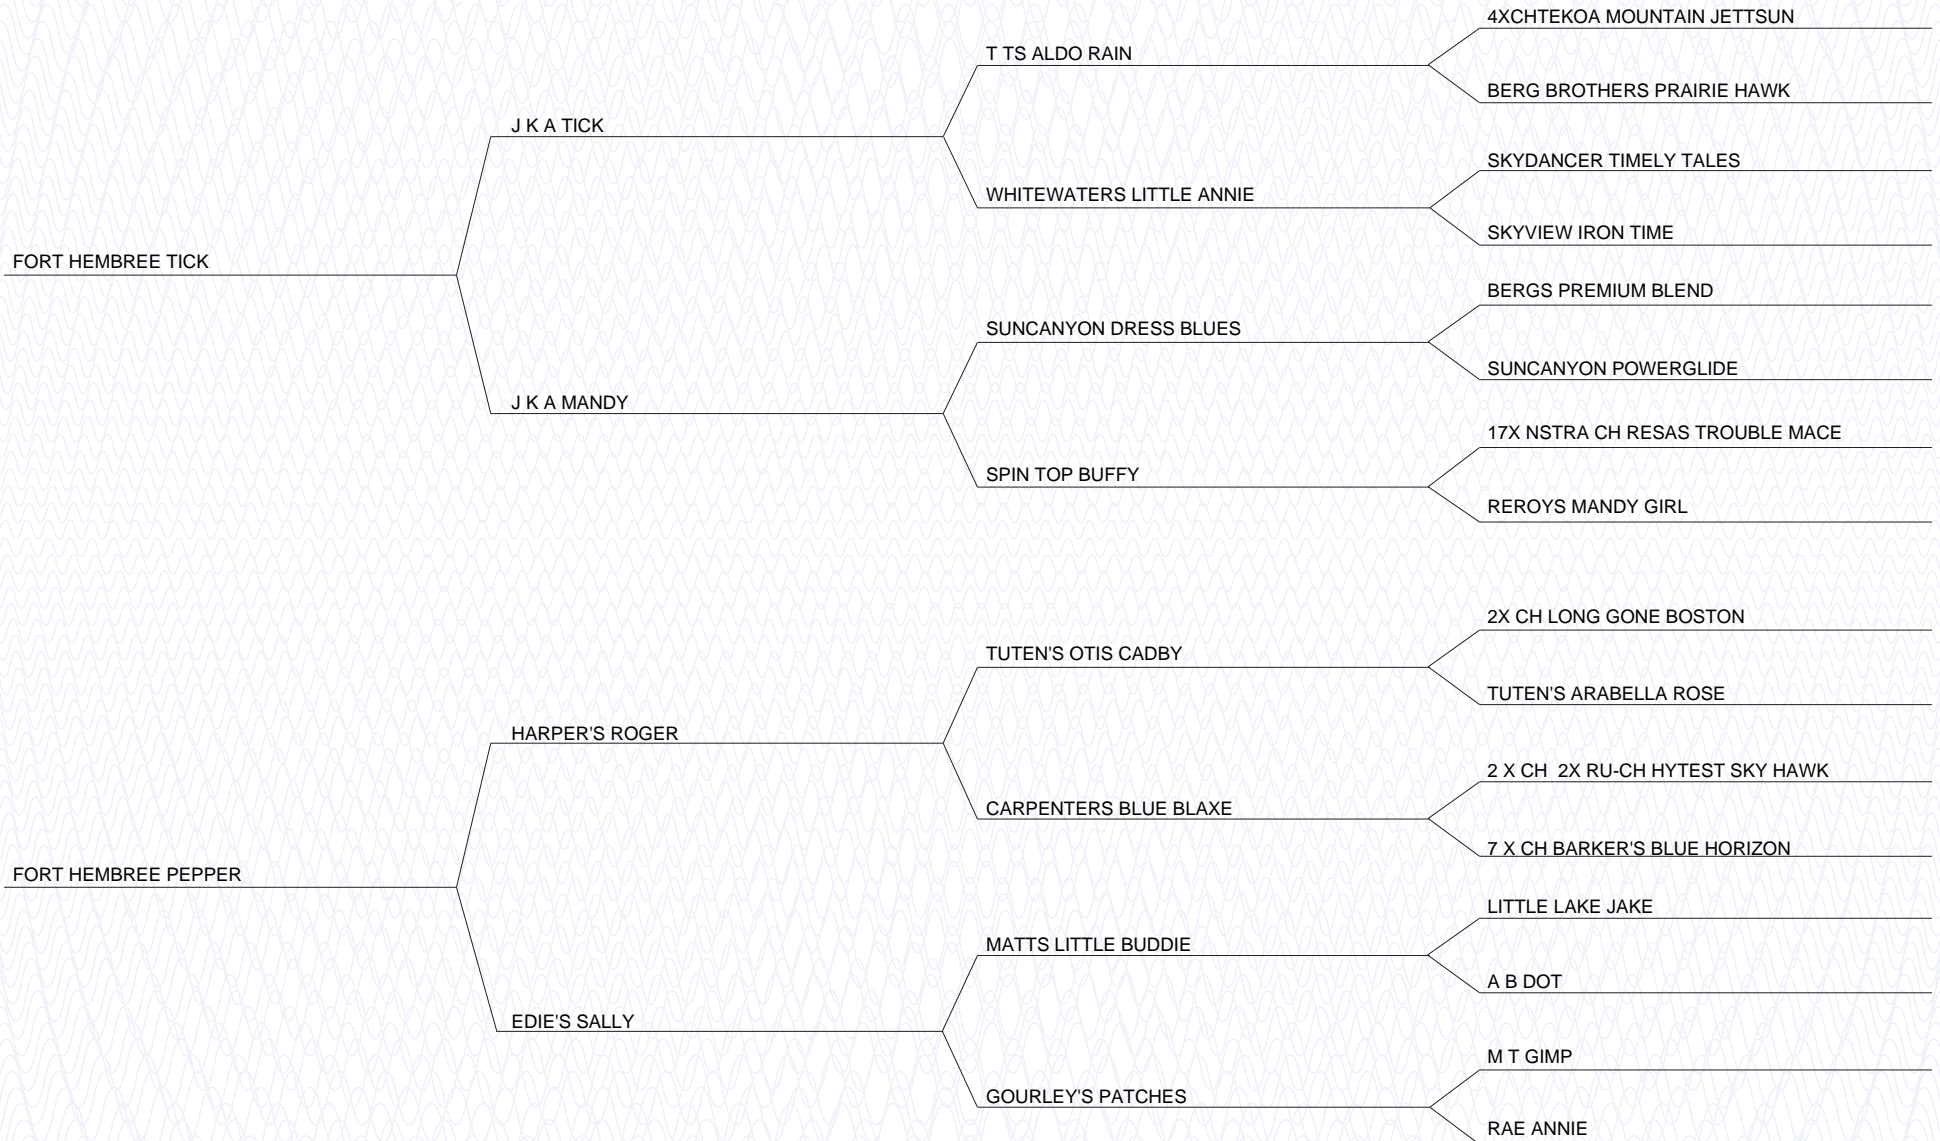 4XCHTEKOA MOUNTAIN JETTSUN
T TS ALDO RAIN
BERG BROTHERS PRAIRIE HAWK
J K A TICK
SKYDANCER TIMELY TALES
WHITEWATERS LITTLE ANNIE
SKYVIEW IRON TIME
FORT HEMBREE TICK
BERGS PREMIUM BLEND
SUNCANYON DRESS BLUES
SUNCANYON POWERGLIDE
J K A MANDY
17X NSTRA CH RESAS TROUBLE MACE
SPIN TOP BUFFY
REROYS MANDY GIRL
2X CH LONG GONE BOSTON
TUTEN'S OTIS CADBY
TUTEN'S ARABELLA ROSE
HARPER'S ROGER
2 X CH  2X RU-CH HYTEST SKY HAWK
CARPENTERS BLUE BLAXE
7 X CH BARKER'S BLUE HORIZON
FORT HEMBREE PEPPER
LITTLE LAKE JAKE
MATTS LITTLE BUDDIE
A B DOT
EDIE'S SALLY
M T GIMP
GOURLEY'S PATCHES
RAE ANNIE